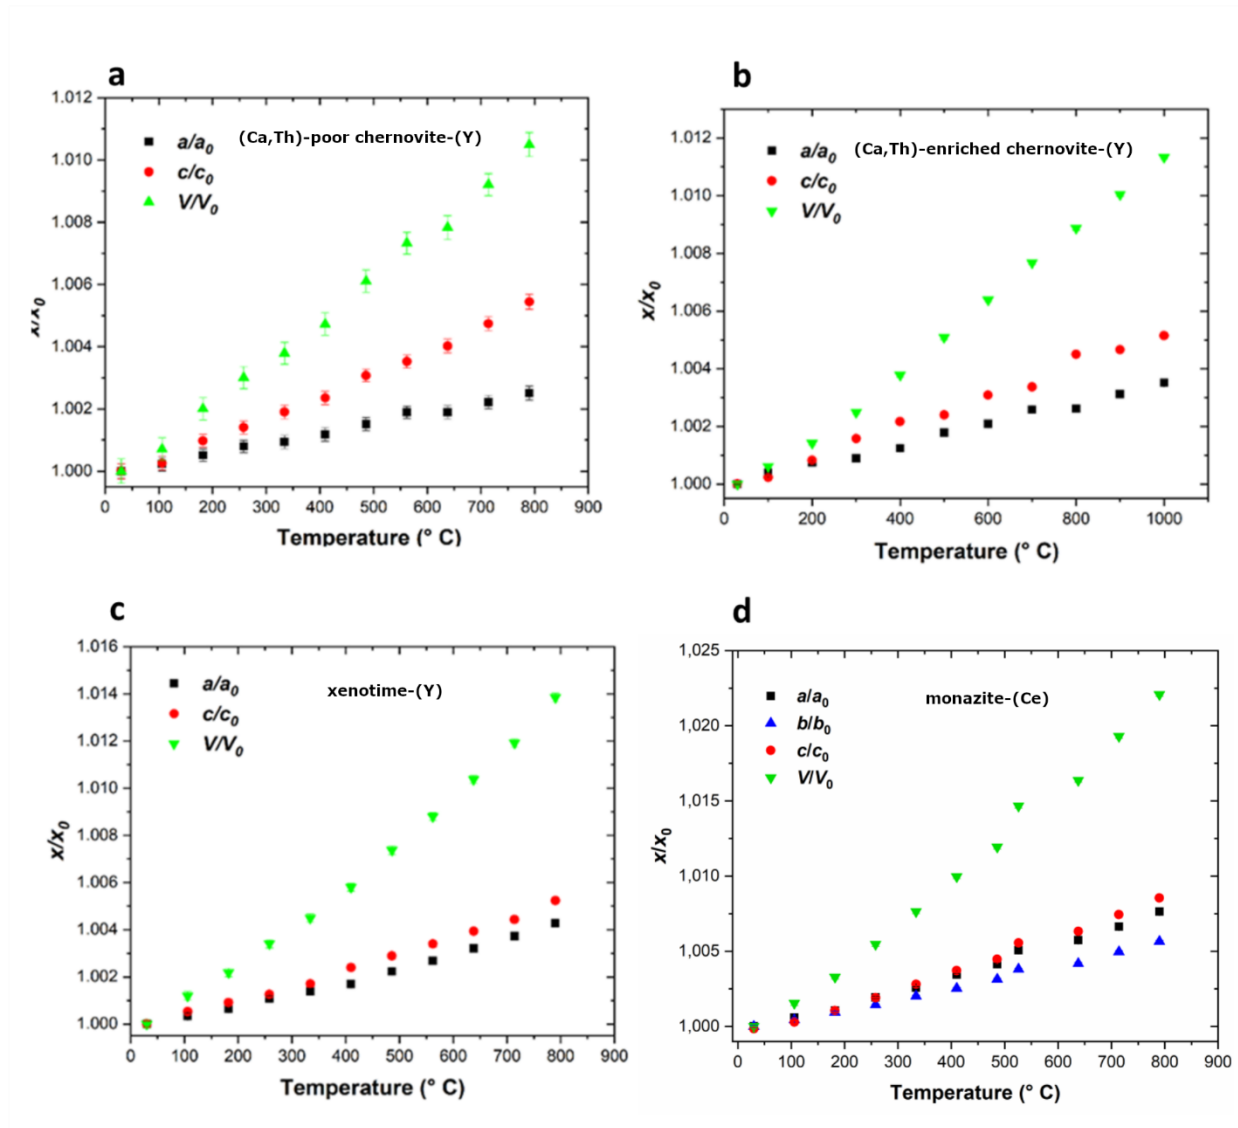 a
1.012
1.010
1.008
1.006
1.004
1.002
1.000
x/x0
a/a0
c/c0
V/V0
(Ca,Th)-poor chernovite-(Y)
0 100 200 300 400 500 600 700 800 900
Temperature (° C)
b
1.012
1.010
1.008
1.006
1.004
1.002
1.000
x/x0
a/a0
c/c0
V/V0
(Ca,Th)-enriched chernovite-(Y)
0 200 400 600 800 1000
Temperature (° C)
c
1.016
1.014
1.012
1.010
1.008
1.006
1.004
1.002
1.000
x/x0
a/a0
c/c0
V/V0
xenotime-(Y)
0 100 200 300 400 500 600 700 800 900
Temperature (° C)
d
1,025
1,020
1,015
1,010
1,005
1,000
x/x0
a/a0
b/b0
c/c0
V/V0
monazite-(Ce)
0 100 200 300 400 500 600 700 800 900
Temperature (° C)